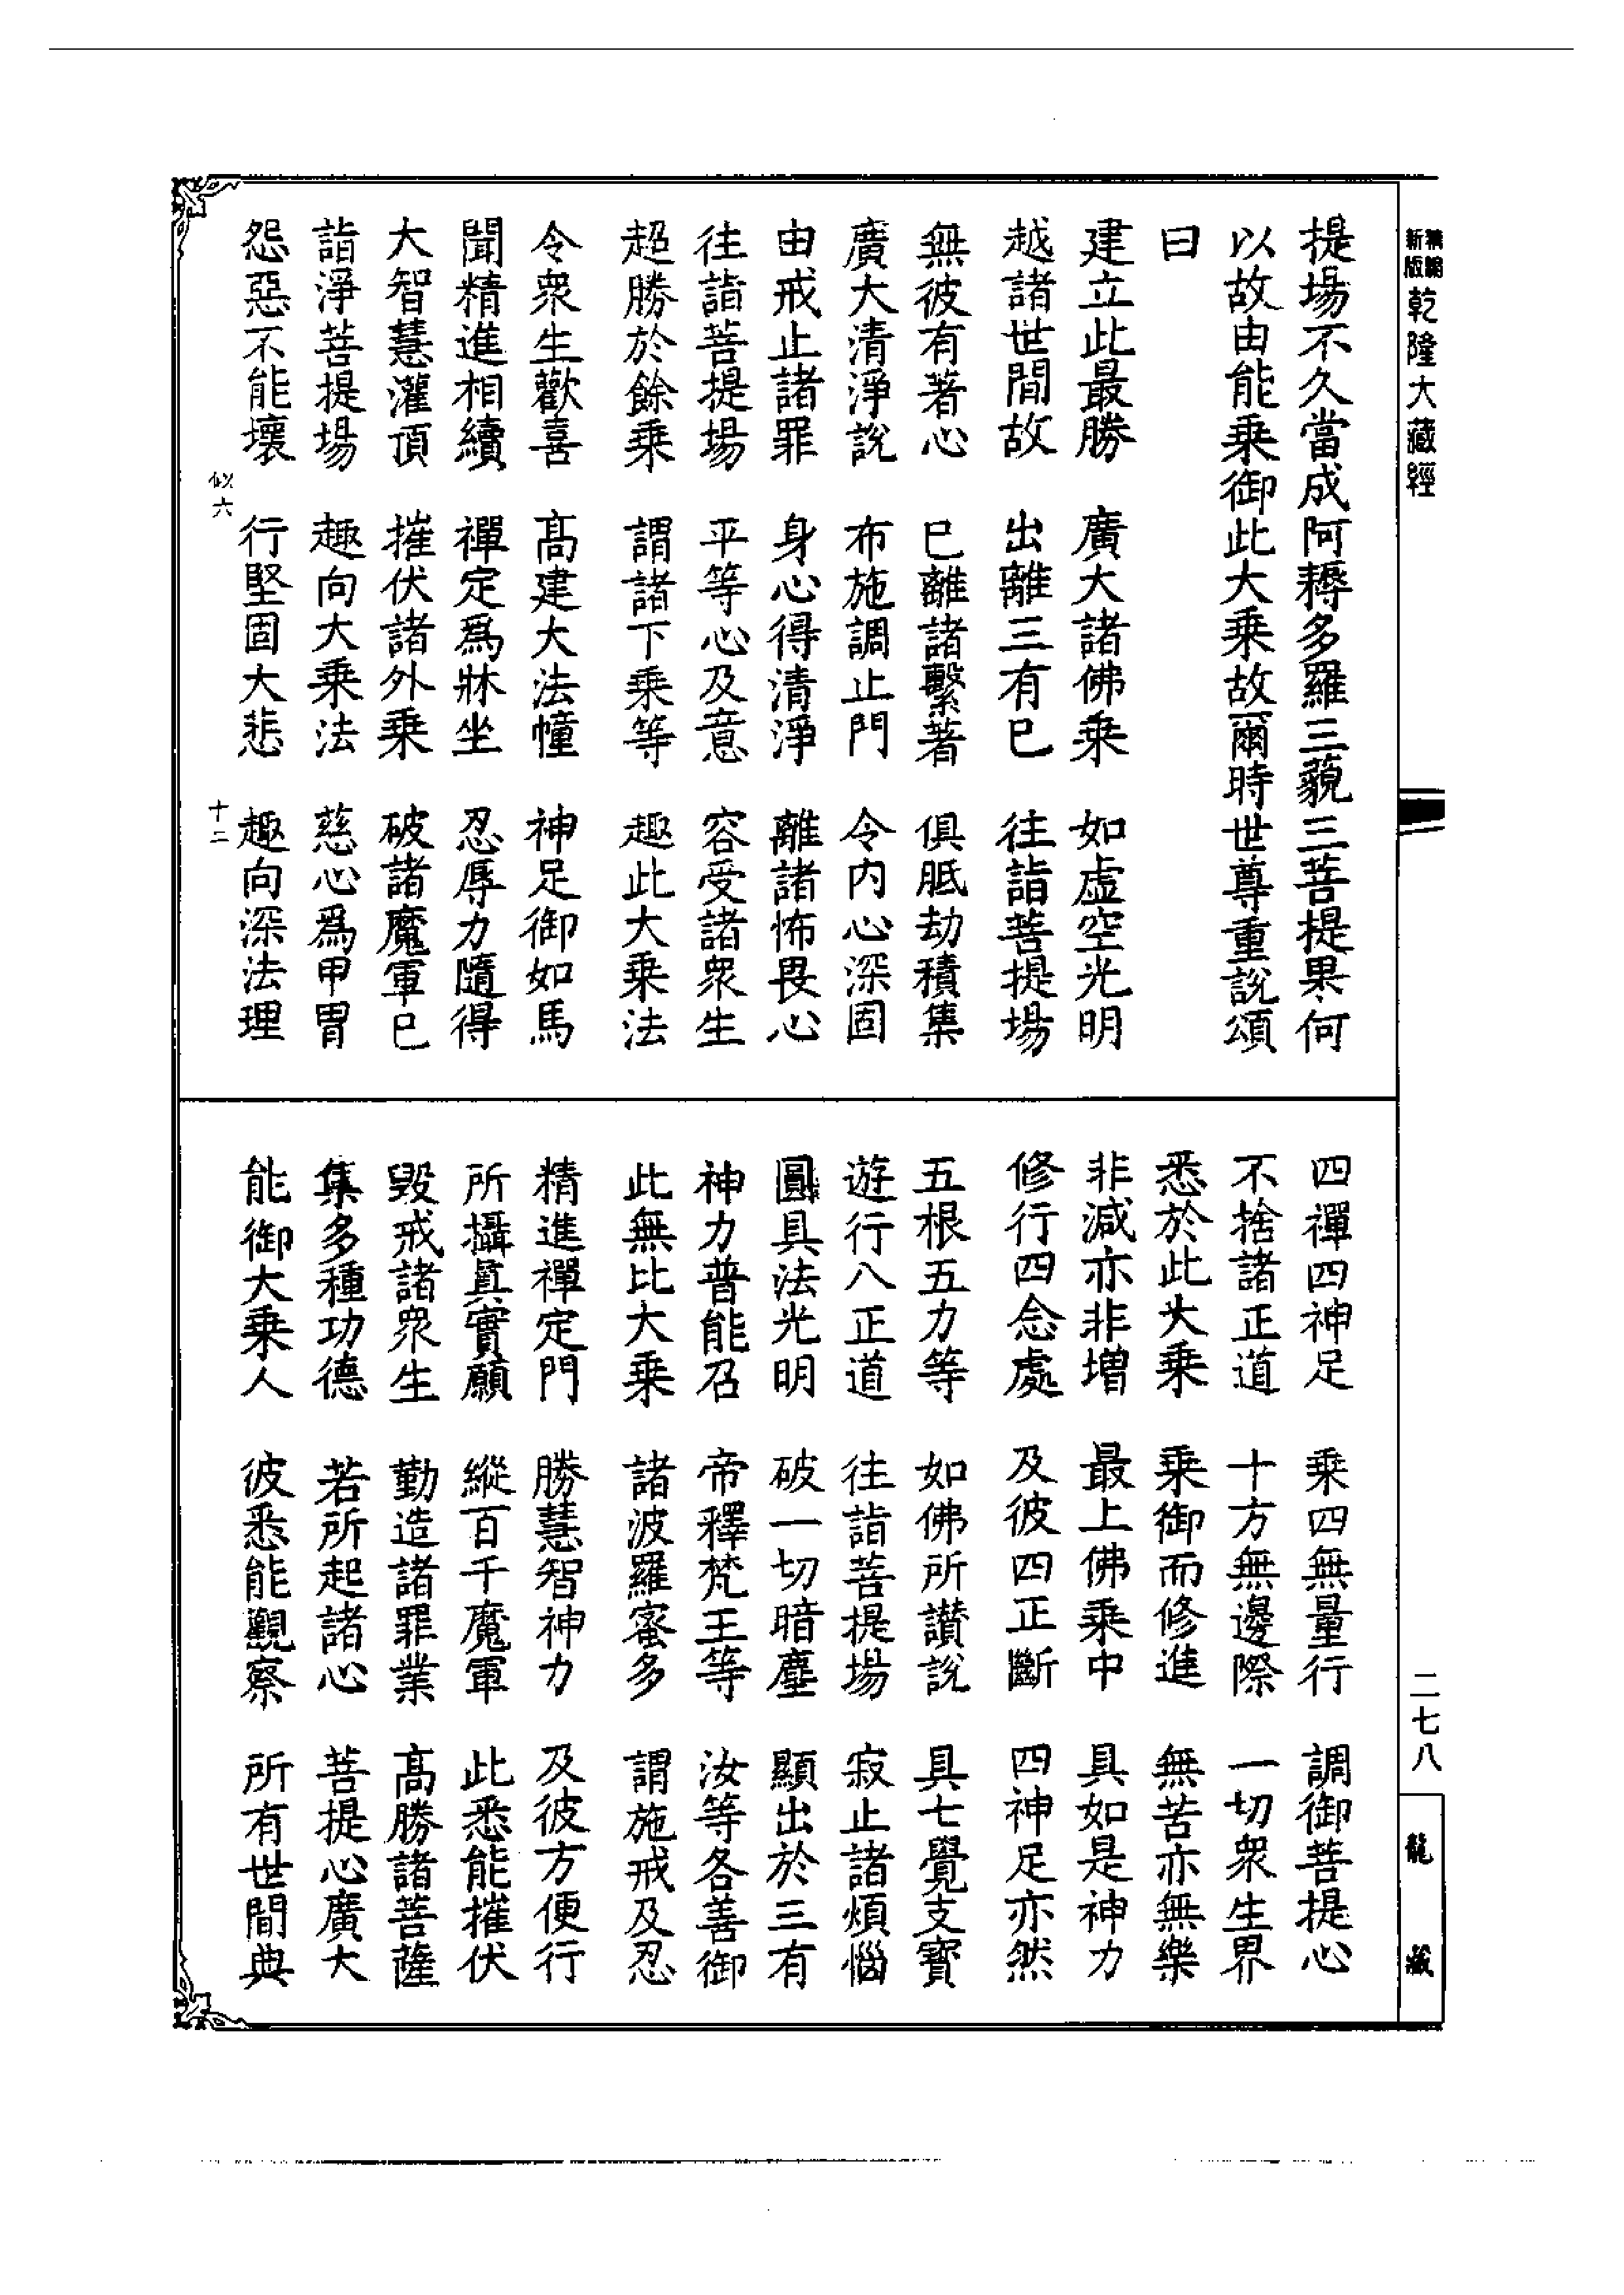 新編
新版
乾隆大藏經
提場不久當成阿耨多羅三藐三菩提果何
以故由能乘御此大乘故爾時世尊重說頌
曰
建立此最勝　廣大諸佛乘　如虛空光明
越諸世間故　出離三有已　往詣菩提場
無彼有著心　已離諸繫著　俱胝劫積集
廣大清淨說　布施調止門　令內心深固
由戒止諸罪　身心得清淨　離諸怖畏心
往詣菩提場　平等心及意　容受諸眾生
超勝於餘乘　謂諸下乘等　趣此大乘法
令眾生歡喜　高建大法幢　神足御如馬
聞精進相續　禪定為牀坐　忍辱力隨得
大智慧灌頂　摧伏諸外乘　破諸魔軍已
詣淨菩提場　趣向大乘法　慈心為甲冑
怨惡不能壞　行堅固大悲　趣向深法理
似六　十二
四禪四神足　乘四無量行　調御菩提心
不捨諸正道　十方無邊際　一切眾生界
悉於此大乘　乘御而修進　無苦亦無樂
非減亦非增　最上佛乘中　具如是神力
修行四念處　及彼四正斷　四神足亦然
五根五力等　如佛所讚說　具七覺支寶
遊行八正道　往詣菩提場　寂止諸煩惱
圓具法光明　破一切暗塵　顯出於三有
神力普能召　帝釋梵王等　汝等各善御
此無比大乘　諸波羅蜜多　謂施戒及忍
精進禪定門　勝慧智神力　及彼方便行
所攝真實願　縱百千魔軍　此悉能摧伏
毀戒諸眾生　勤造諸罪業　高勝諸菩薩
集多種功德　若所起諸心　菩提心廣大
能御大乘人　彼悉能觀察　所有世間典
二七八
龍藏